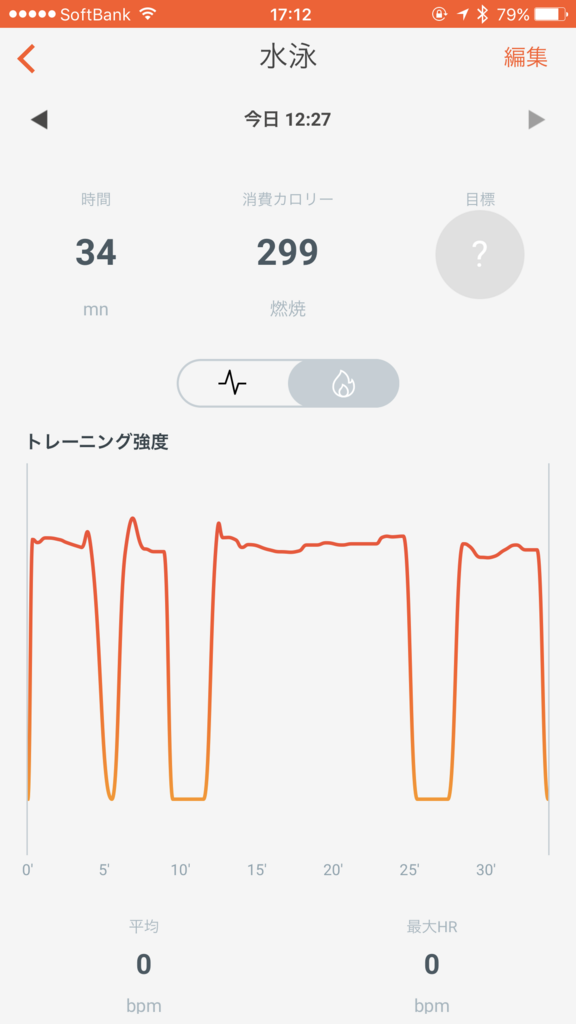 SoftBank 17:12 79%
水泳 編集
今日 12:27
時間 消費カロリー 目標
34 299 ?
mn 燃焼
トレーニング強度
0' 5' 10' 15' 20' 25' 30'
平均 最大HR
0 0
bpm bpm